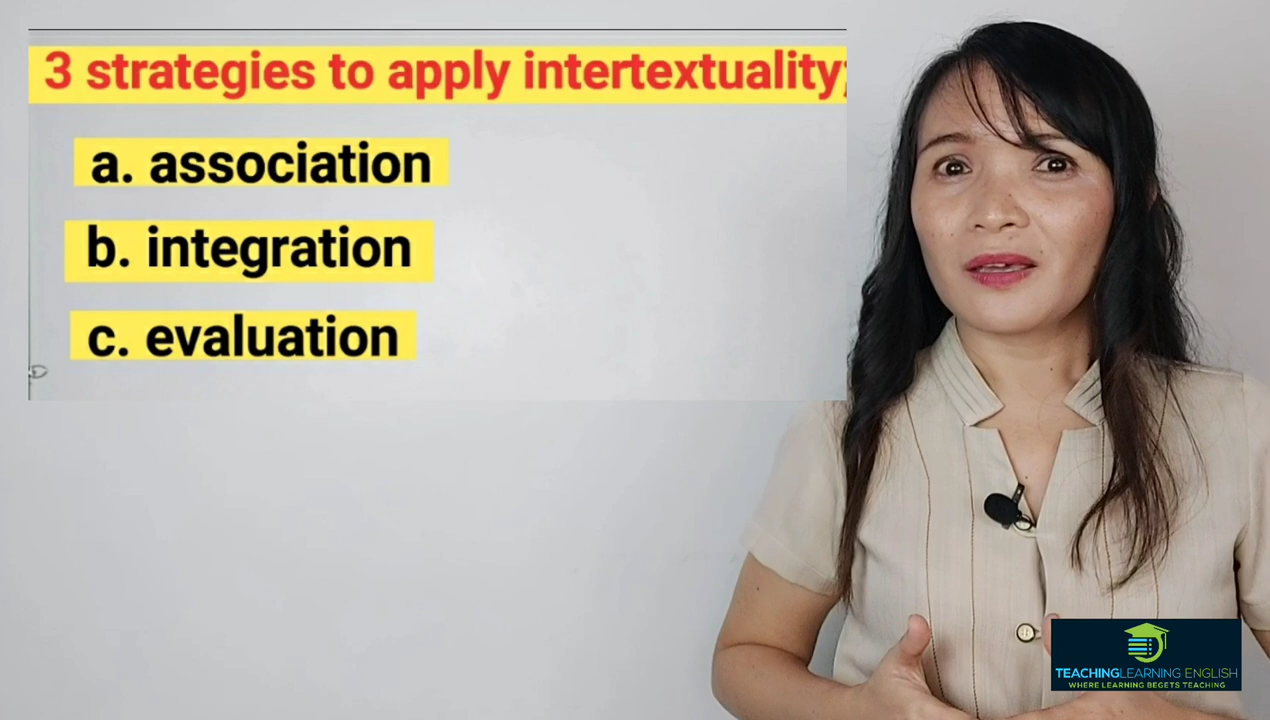 3 strategies to apply intertextuality;
a. association
b. integration
c. evaluation
TEACHINGLEARNING ENGLISH
WHERE LEARNING BEGETS TEACHING